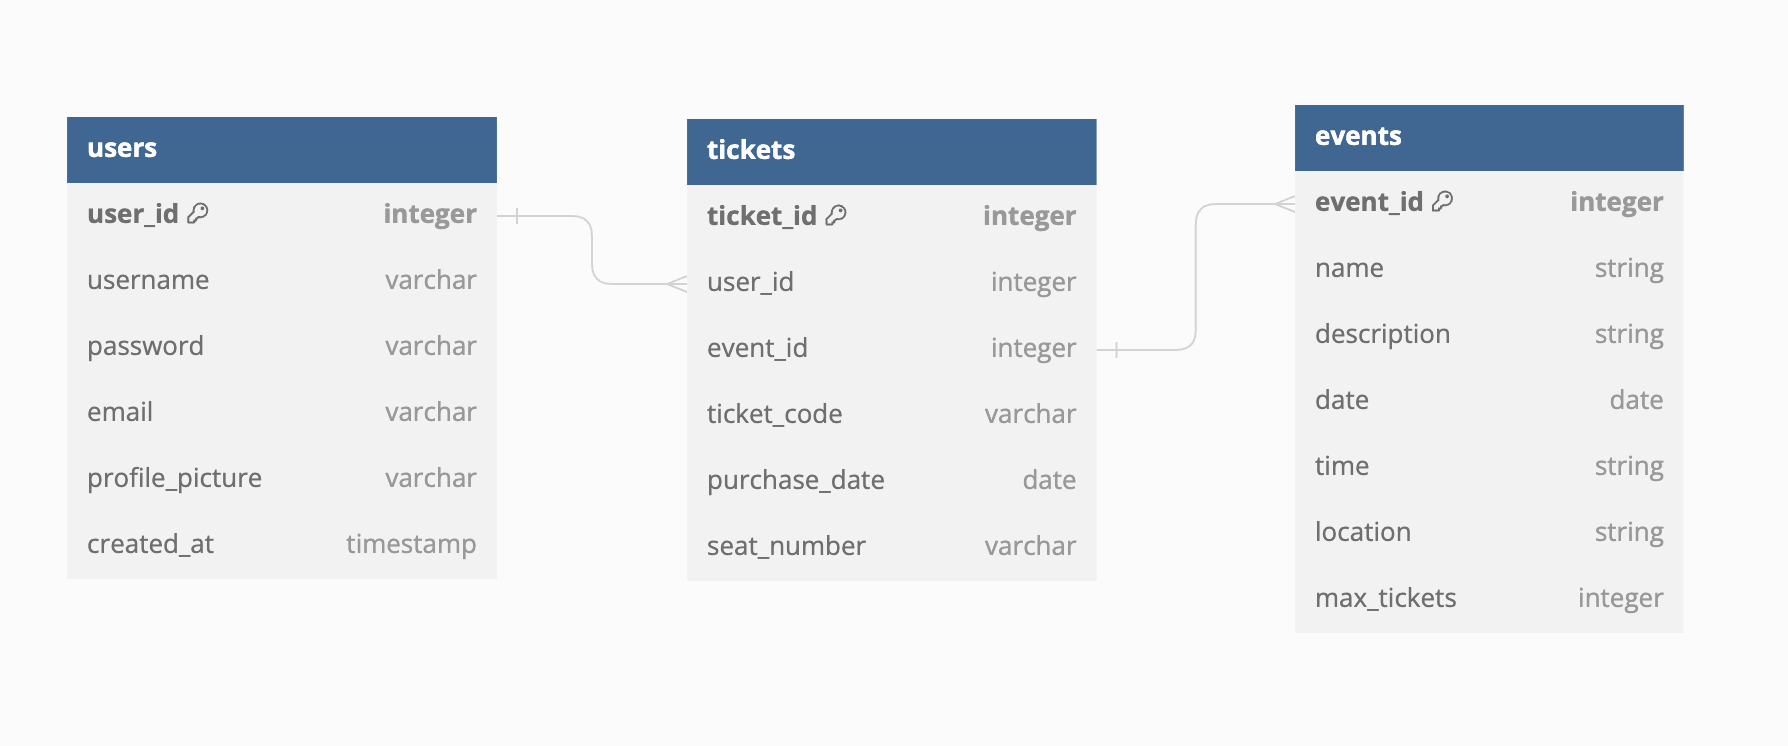 users
user_id integer
username varchar
password varchar
email varchar
profile_picture varchar
created_at timestamp
tickets
ticket_id integer
user_id integer
event_id integer
ticket_code varchar
purchase_date date
seat_number varchar
events
event_id integer
name string
description string
date date
time string
location string
max_tickets integer